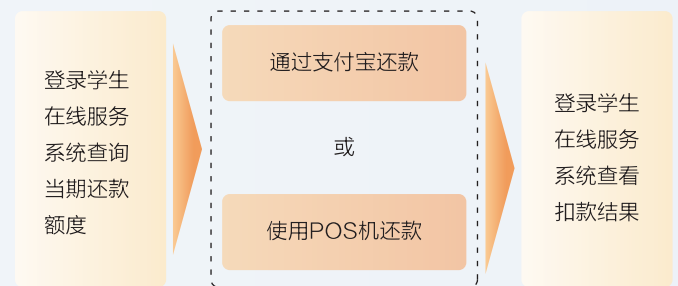 登录学生
在线服务
系统查询
当期还款
额度
通过支付宝还款
或
使用POS机还款
登录学生
在线服务
系统查看
扣款结果